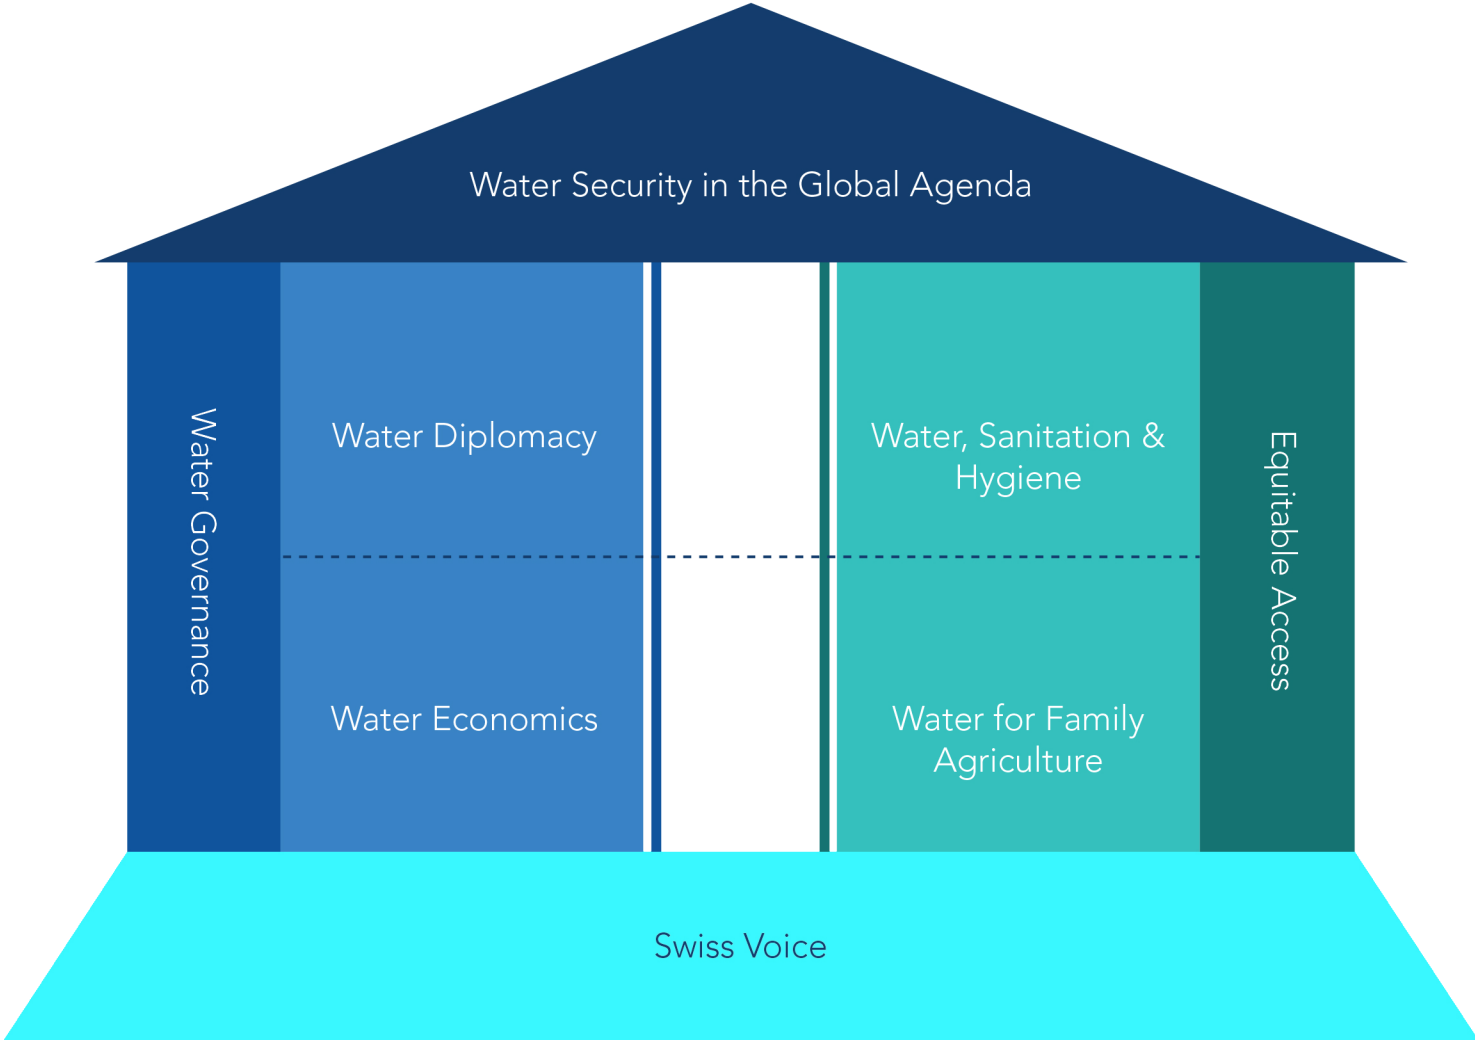 Water Security in the Global Agenda
Water Governance
Water Diplomacy
Water Economics
Water, Sanitation &
Hygiene
Water for Family
Agriculture
Equitable Access
Swiss Voice